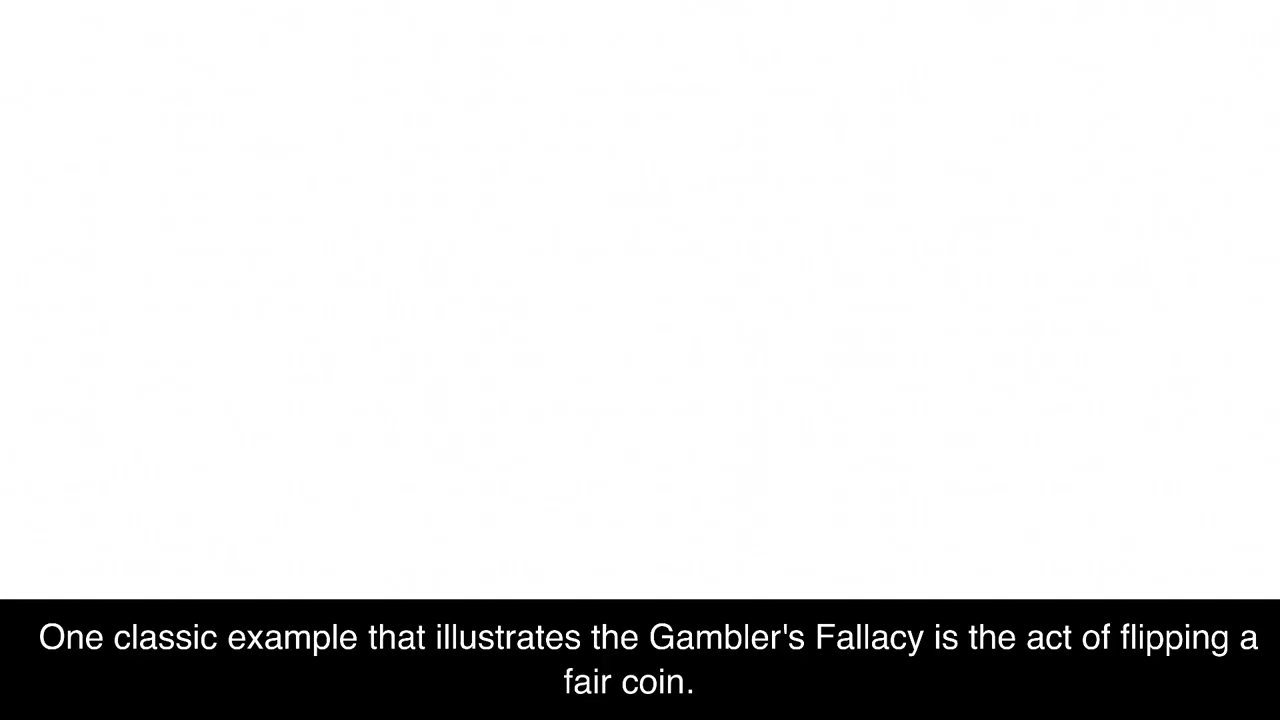 One classic example that illustrates the Gambler's Fallacy is the act of flipping a
fair coin.